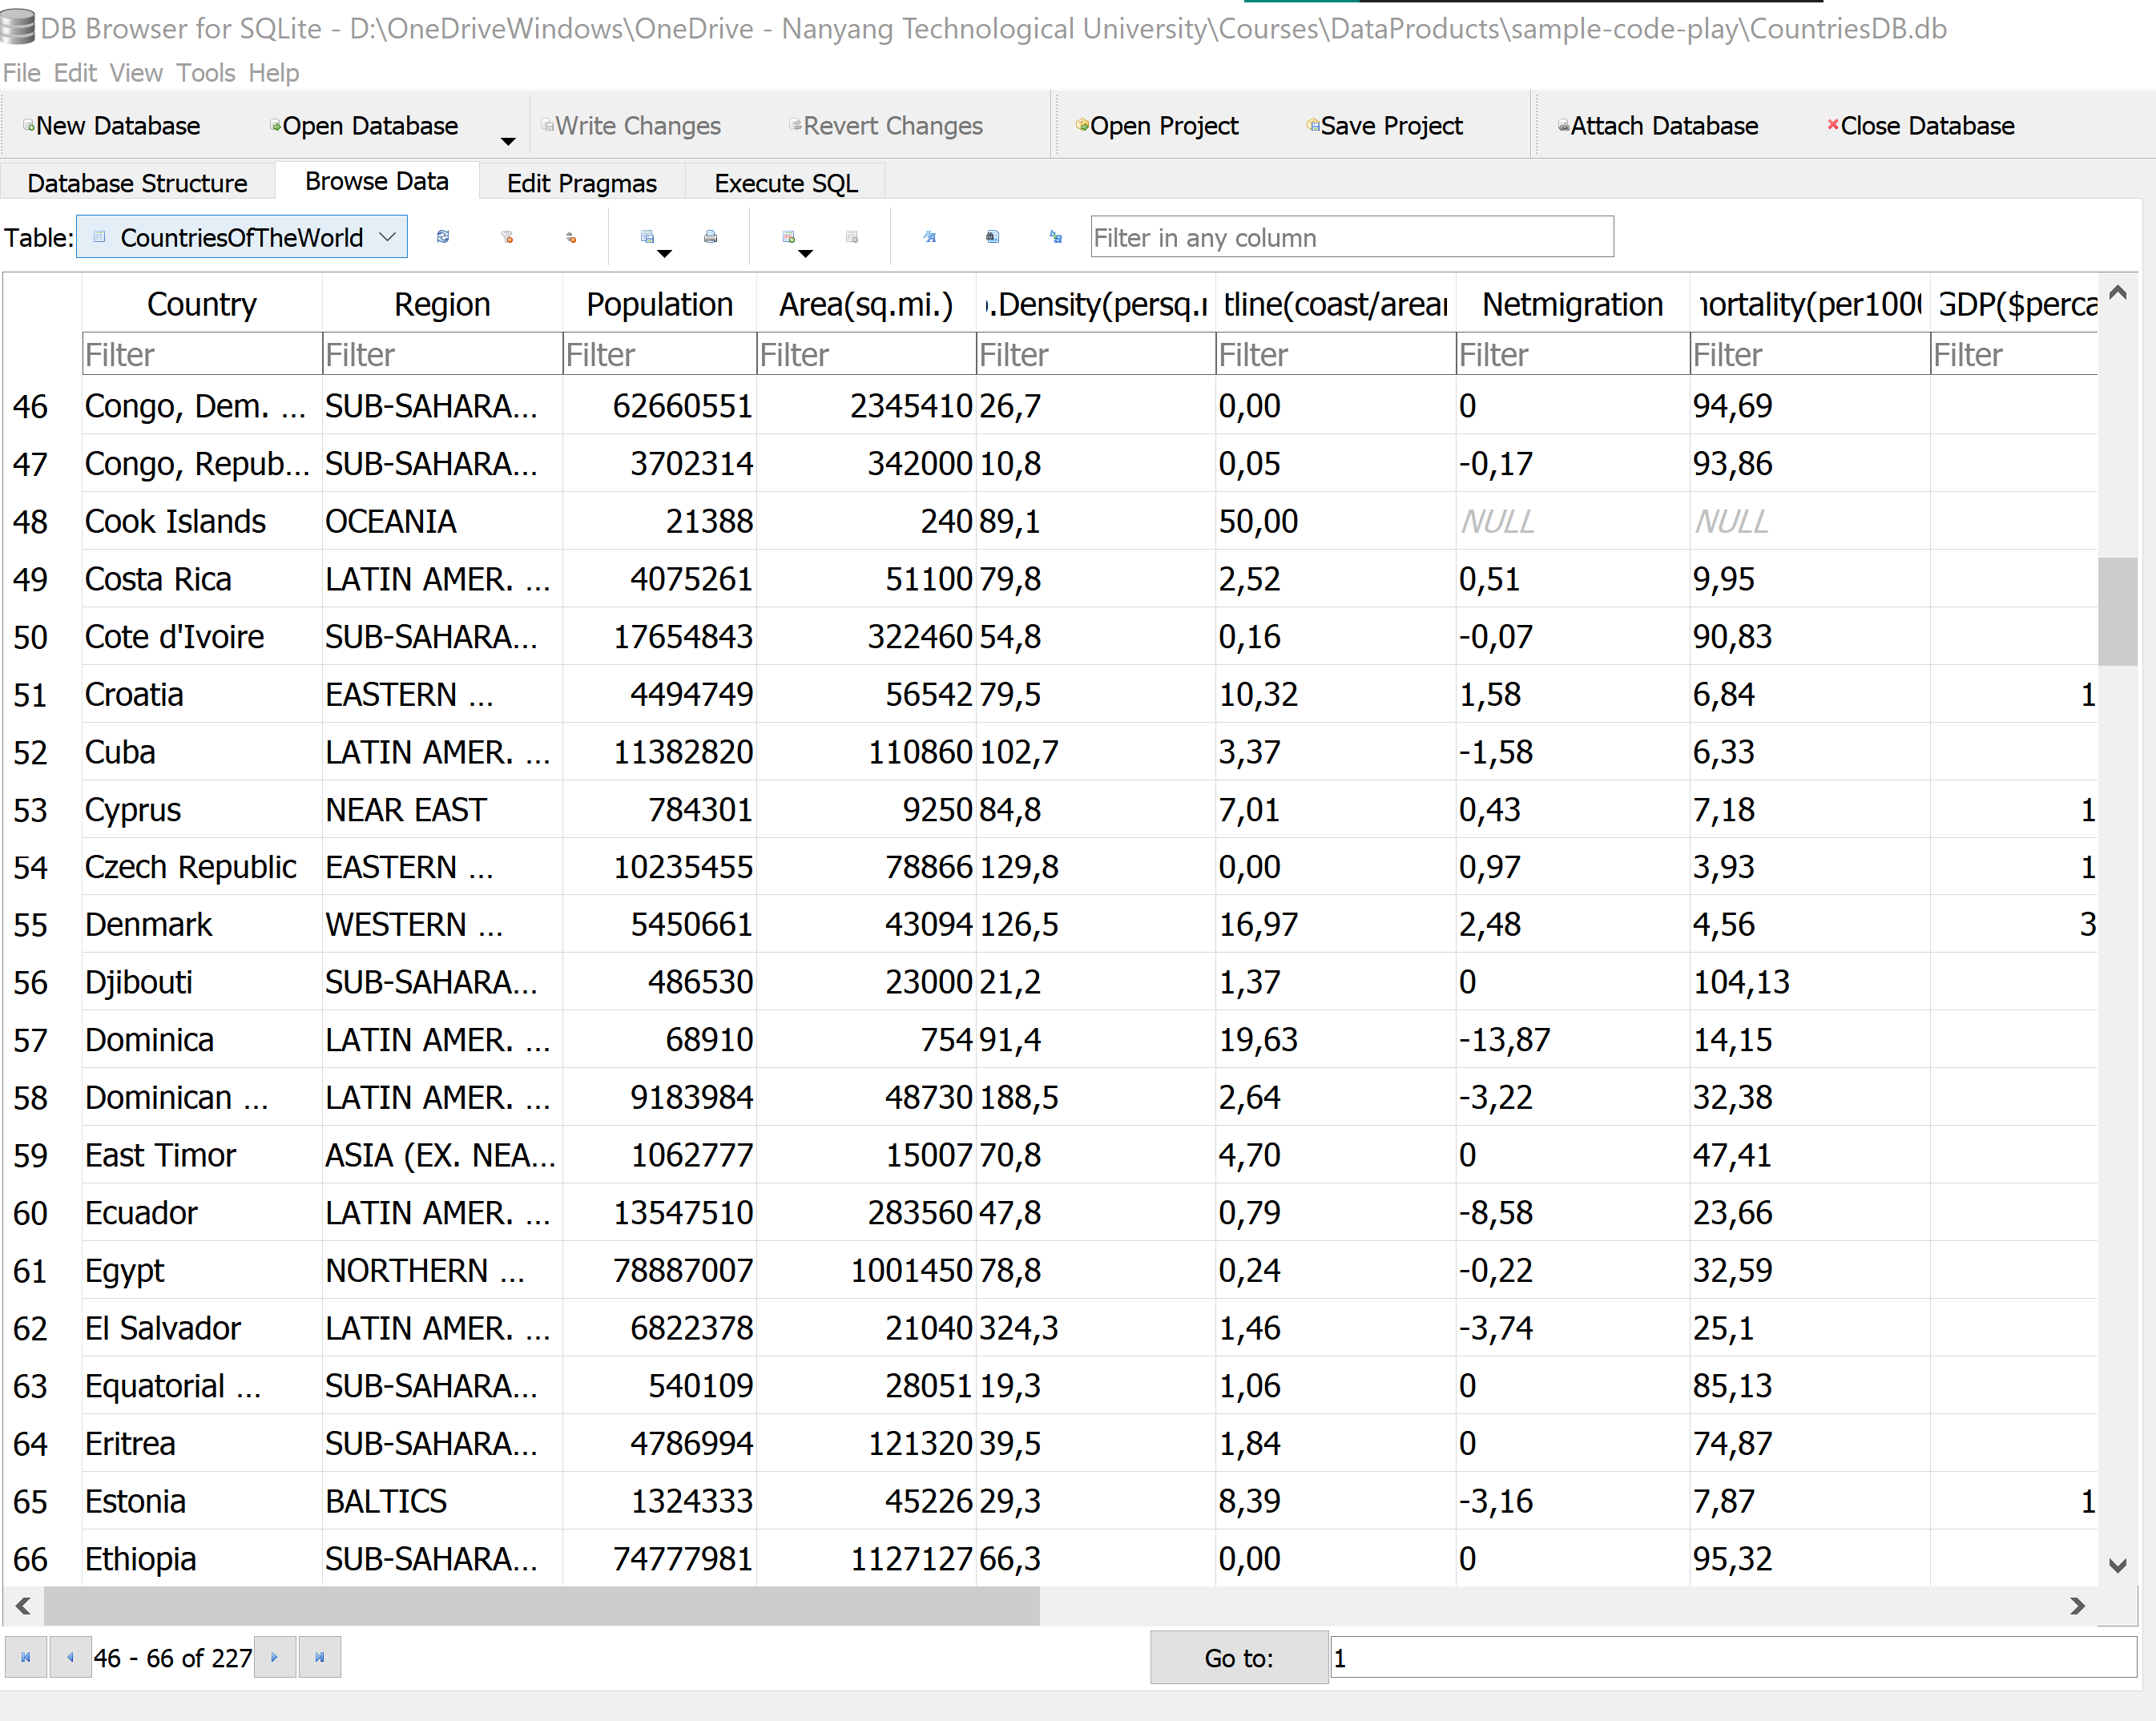 DB Browser for SQLite - D:\OneDriveWindows\OneDrive - Nanyang Technological University\Courses\DataProducts\sample-code-play\CountriesDB.db
File Edit View Tools Help
New Database Open Database Write Changes Revert Changes Open Project Save Project Attach Database Close Database
Database Structure Browse Data Edit Pragmas Execute SQL
Table: CountriesOfTheWorld Filter in any column
Country Region Population Area(sq.mi.) .Density(persq.m tline(coast/area Netmigration mortality(per1000 GDP($perca
Filter Filter Filter Filter Filter Filter Filter Filter Filter
46 Congo, Dem. ... SUB-SAHARA... 62660551 2345410 26,7 0,00 0 94,69
47 Congo, Repub... SUB-SAHARA... 3702314 342000 10,8 0,05 -0,17 93,86
48 Cook Islands OCEANIA 21388 240 89,1 50,00 NULL NULL
49 Costa Rica LATIN AMER. ... 4075261 51100 79,8 2,52 0,51 9,95
50 Cote d'Ivoire SUB-SAHARA... 17654843 322460 54,8 0,16 -0,07 90,83
51 Croatia EASTERN ... 4494749 56542 79,5 10,32 1,58 6,84 1
52 Cuba LATIN AMER. ... 11382820 110860 102,7 3,37 -1,58 6,33
53 Cyprus NEAR EAST 784301 9250 84,8 7,01 0,43 7,18 1
54 Czech Republic EASTERN ... 10235455 78866 129,8 0,00 0,97 3,93 1
55 Denmark WESTERN ... 5450661 43094 126,5 16,97 2,48 4,56 3
56 Djibouti SUB-SAHARA... 486530 23000 21,2 1,37 0 104,13
57 Dominica LATIN AMER. ... 68910 754 91,4 19,63 -13,87 14,15
58 Dominican ... LATIN AMER. ... 9183984 48730 188,5 2,64 -3,22 32,38
59 East Timor ASIA (EX. NEA... 1062777 15007 70,8 4,70 0 47,41
60 Ecuador LATIN AMER. ... 13547510 283560 47,8 0,79 -8,58 23,66
61 Egypt NORTHERN ... 78887007 1001450 78,8 0,24 -0,22 32,59
62 El Salvador LATIN AMER. ... 6822378 21040 324,3 1,46 -3,74 25,1
63 Equatorial ... SUB-SAHARA... 540109 28051 19,3 1,06 0 85,13
64 Eritrea SUB-SAHARA... 4786994 121320 39,5 1,84 0 74,87
65 Estonia BALTICS 1324333 45226 29,3 8,39 -3,16 7,87 1
66 Ethiopia SUB-SAHARA... 74777981 1127127 66,3 0,00 0 95,32
46 - 66 of 227 Go to: 1